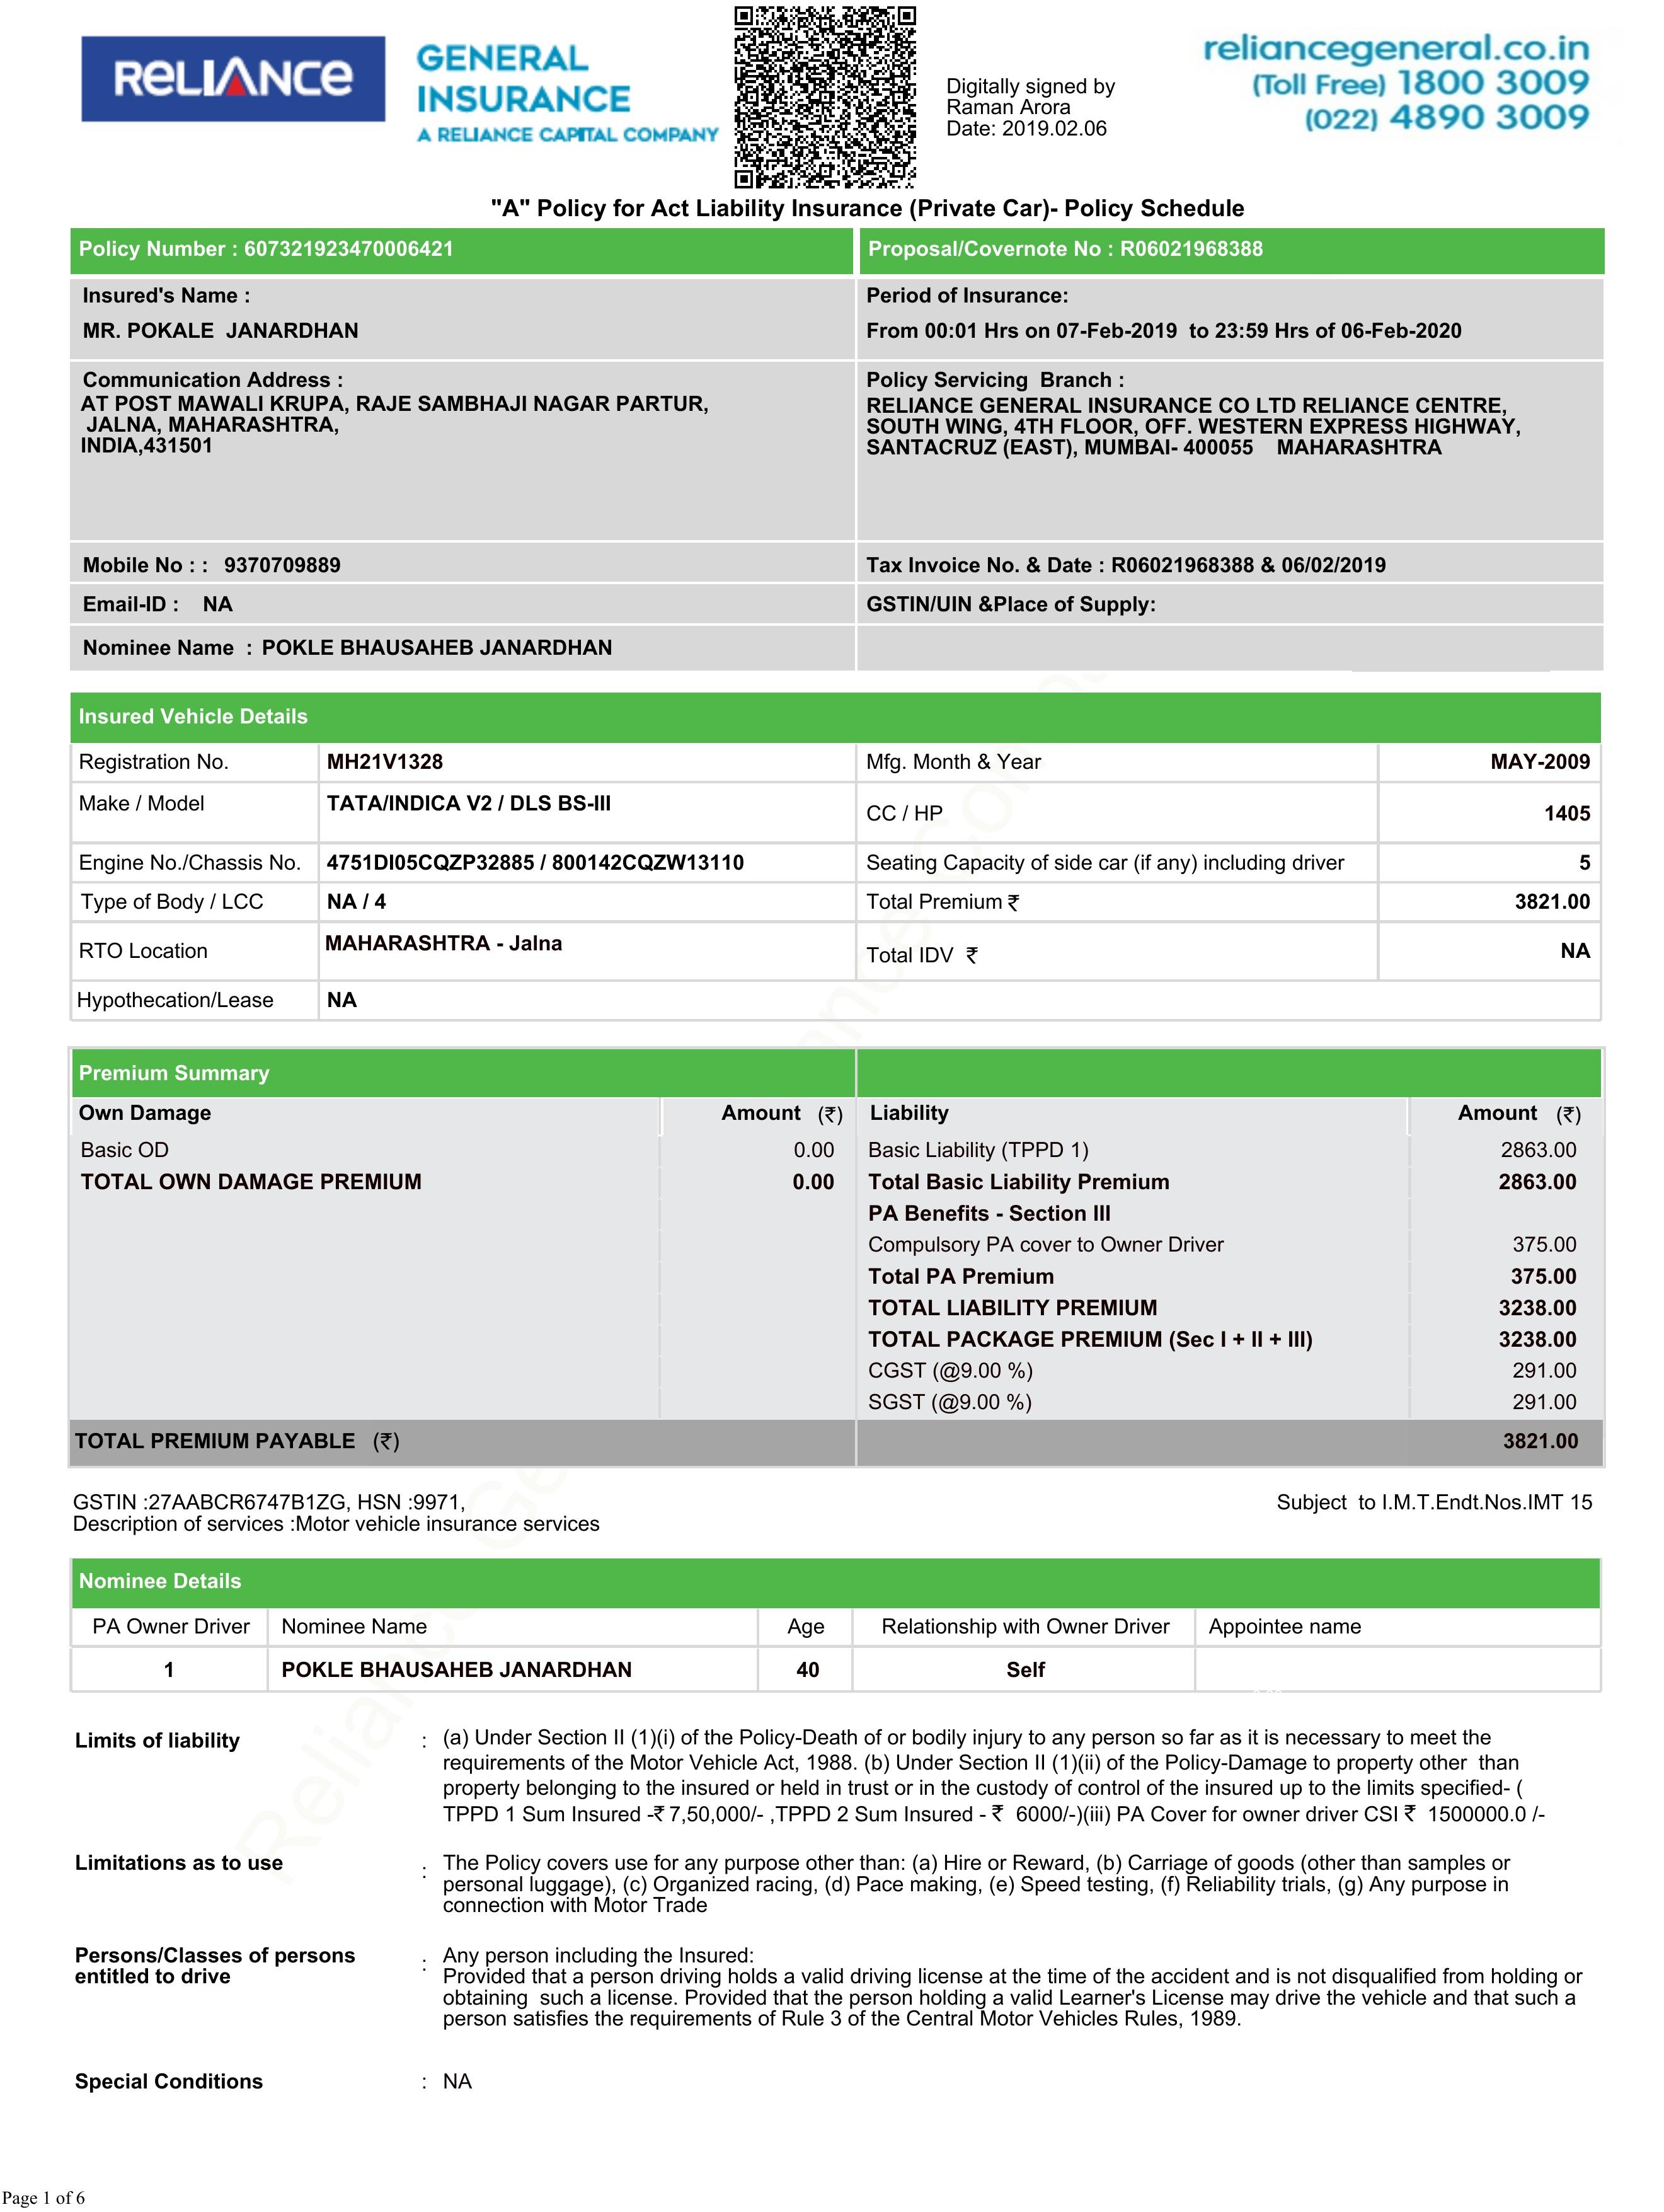 RELIANCE
GENERAL
INSURANCE
A RELIANCE CAPITAL COMPANY
Digitally signed by
Raman Arora
Date: 2019.02.06
reliancegeneral.co.in
(Toll Free) 1800 3009
(022) 4890 3009
"A" Policy for Act Liability Insurance (Private Car)- Policy Schedule
Policy Number : 607321923470006421
Proposal/Covernote No : R06021968388
Insured's Name :
MR. POKALE JANARDHAN
Period of Insurance:
From 00:01 Hrs on 07-Feb-2019 to 23:59 Hrs of 06-Feb-2020
Communication Address :
AT POST MAWALI KRUPA, RAJE SAMBHAJI NAGAR PARTUR,
JALNA, MAHARASHTRA,
INDIA,431501
Policy Servicing Branch :
RELIANCE GENERAL INSURANCE CO LTD RELIANCE CENTRE,
SOUTH WING, 4TH FLOOR, OFF. WESTERN EXPRESS HIGHWAY,
SANTACRUZ (EAST), MUMBAI- 400055 MAHARASHTRA
Mobile No : : 9370709889
Tax Invoice No. & Date : R06021968388 & 06/02/2019
Email-ID : NA
GSTIN/UIN &Place of Supply:
Nominee Name : POKLE BHAUSAHEB JANARDHAN
Insured Vehicle Details
Registration No. MH21V1328 Mfg. Month & Year MAY-2009
Make / Model TATA/INDICA V2 / DLS BS-III CC / HP 1405
Engine No./Chassis No. 4751DI05CQZP32885 / 800142CQZW13110 Seating Capacity of side car (if any) including driver 5
Type of Body / LCC NA / 4 Total Premium ₹ 3821.00
RTO Location MAHARASHTRA - Jalna Total IDV ₹ NA
Hypothecation/Lease NA
Premium Summary
Own Damage Amount (₹) Liability Amount (₹)
Basic OD 0.00 Basic Liability (TPPD 1) 2863.00
TOTAL OWN DAMAGE PREMIUM 0.00 Total Basic Liability Premium 2863.00
PA Benefits - Section III
Compulsory PA cover to Owner Driver 375.00
Total PA Premium 375.00
TOTAL LIABILITY PREMIUM 3238.00
TOTAL PACKAGE PREMIUM (Sec I + II + III) 3238.00
CGST (@9.00 %) 291.00
SGST (@9.00 %) 291.00
TOTAL PREMIUM PAYABLE (₹) 3821.00
GSTIN :27AABCR6747B1ZG, HSN :9971,
Subject to I.M.T.Endt.Nos.IMT 15
Description of services :Motor vehicle insurance services
Nominee Details
PA Owner Driver Nominee Name Age Relationship with Owner Driver Appointee name
1 POKLE BHAUSAHEB JANARDHAN 40 Self
Limits of liability : (a) Under Section II (1)(i) of the Policy-Death of or bodily injury to any person so far as it is necessary to meet the
requirements of the Motor Vehicle Act, 1988. (b) Under Section II (1)(ii) of the Policy-Damage to property other than
property belonging to the insured or held in trust or in the custody of control of the insured up to the limits specified- (
TPPD 1 Sum Insured -₹ 7,50,000/- ,TPPD 2 Sum Insured - ₹ 6000/-)(iii) PA Cover for owner driver CSI ₹ 1500000.0 /-
Limitations as to use : The Policy covers use for any purpose other than: (a) Hire or Reward, (b) Carriage of goods (other than samples or
personal luggage), (c) Organized racing, (d) Pace making, (e) Speed testing, (f) Reliability trials, (g) Any purpose in
connection with Motor Trade
Persons/Classes of persons : Any person including the Insured:
entitled to drive Provided that a person driving holds a valid driving license at the time of the accident and is not disqualified from holding or
obtaining such a license. Provided that the person holding a valid Learner's License may drive the vehicle and that such a
person satisfies the requirements of Rule 3 of the Central Motor Vehicles Rules, 1989.
Special Conditions : NA
Page 1 of 6